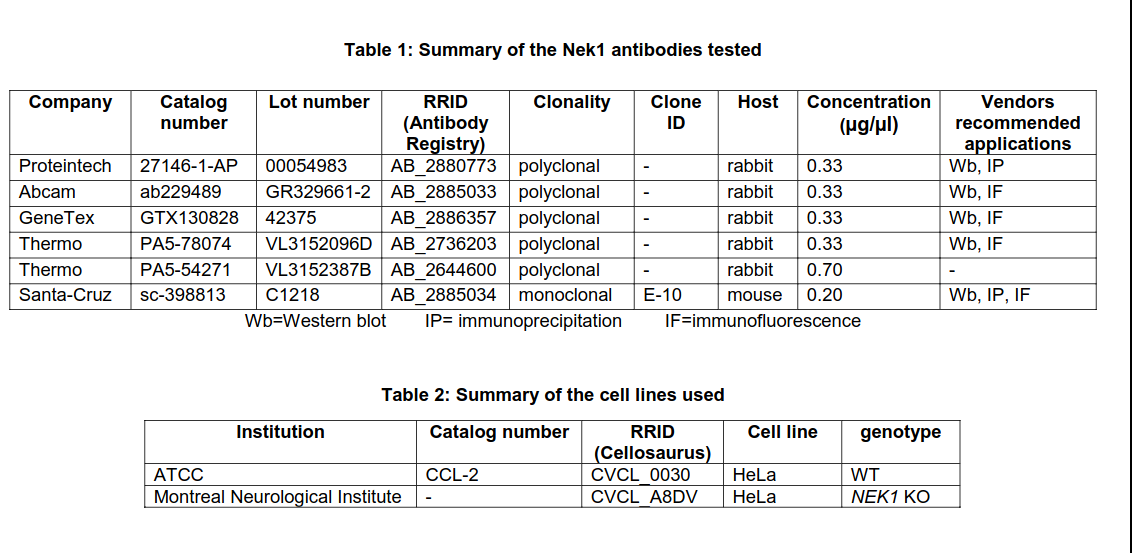 Table 1: Summary of the Nek1 antibodies tested
Company Catalog number Lot number RRID (Antibody Registry) Clonality Clone ID Host Concentration (µg/µl) Vendors recommended applications
Proteintech 27146-1-AP 00054983 AB_2880773 polyclonal - rabbit 0.33 Wb, IP
Abcam ab229489 GR329661-2 AB_2885033 polyclonal - rabbit 0.33 Wb, IF
GeneTex GTX130828 42375 AB_2886357 polyclonal - rabbit 0.33 Wb, IF
Thermo PA5-78074 VL3152096D AB_2736203 polyclonal - rabbit 0.33 Wb, IF
Thermo PA5-54271 VL3152387B AB_2644600 polyclonal - rabbit 0.70 -
Santa-Cruz sc-398813 C1218 AB_2885034 monoclonal E-10 mouse 0.20 Wb, IP, IF
Wb=Western blot IP= immunoprecipitation IF=immunofluorescence
Table 2: Summary of the cell lines used
Institution Catalog number RRID (Cellosaurus) Cell line genotype
ATCC CCL-2 CVCL_0030 HeLa WT
Montreal Neurological Institute - CVCL_A8DV HeLa NEK1 KO